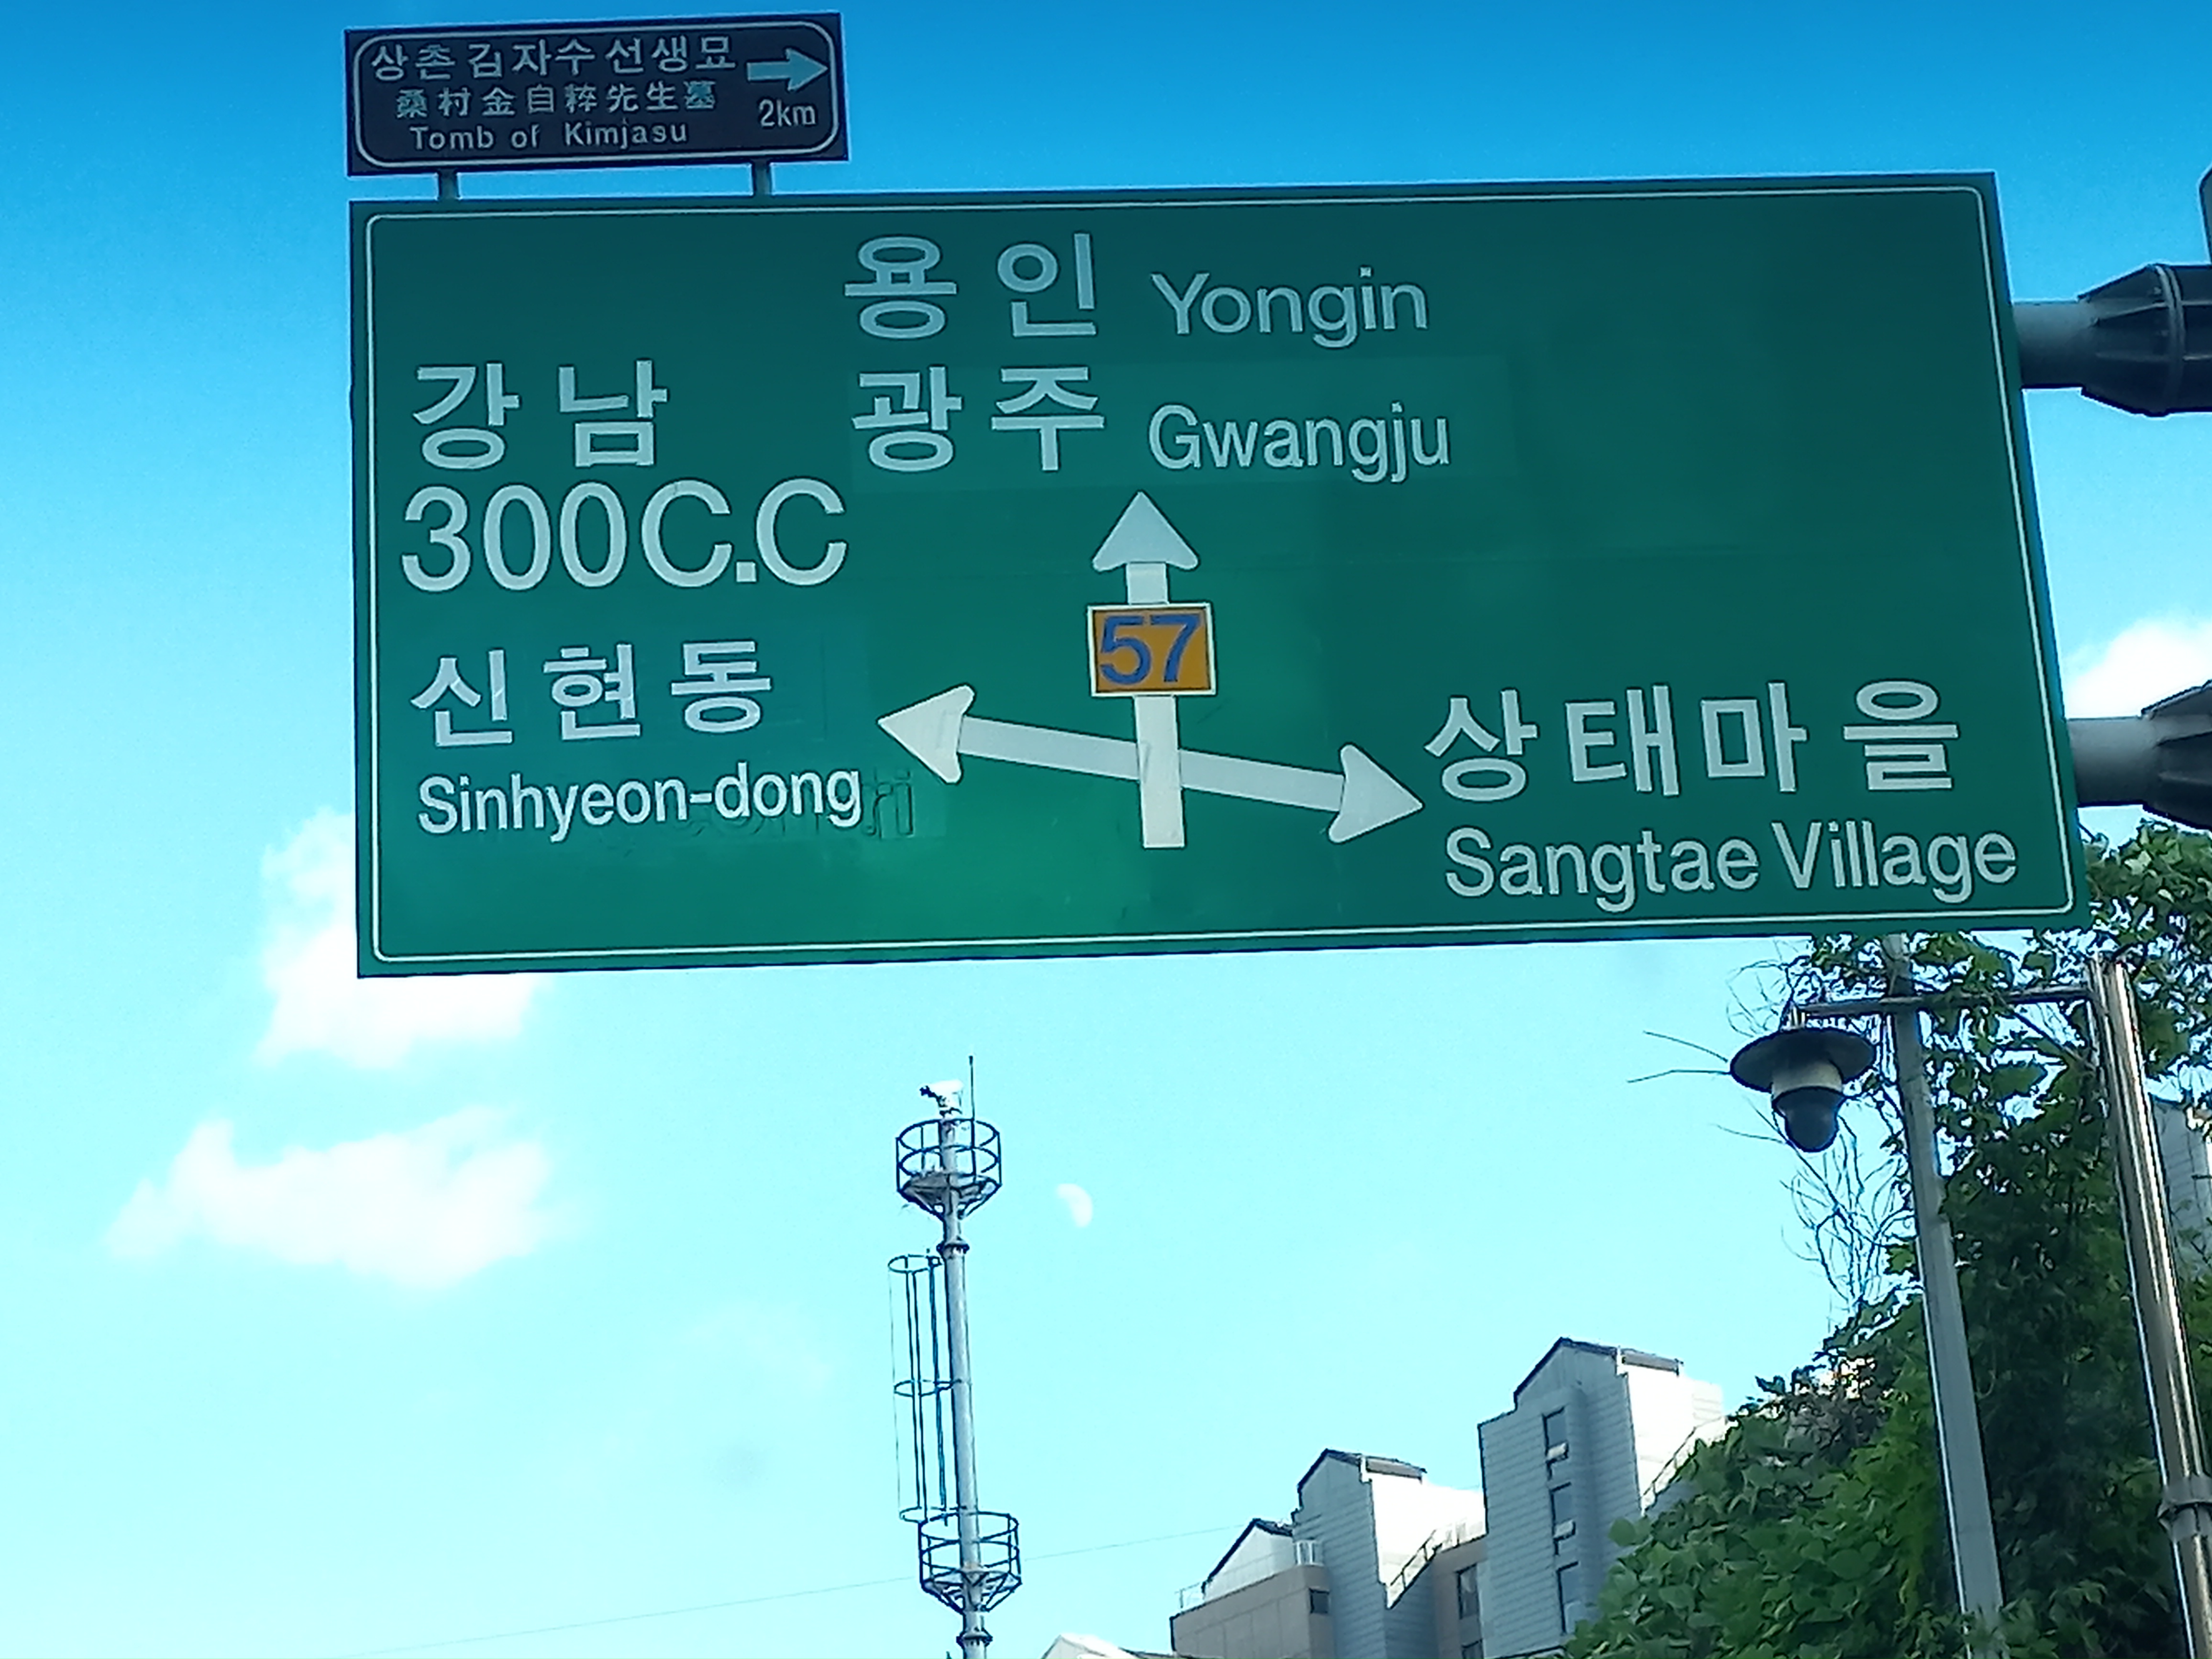 상촌 김자수 선생묘
桑村金自粹先生墓
Tomb of Kimjasu
2km
용인 Yongin
광주 Gwangju
강남
300C.C
57
신현동
Sinhyeon-dong
상태마을
Sangtae Village